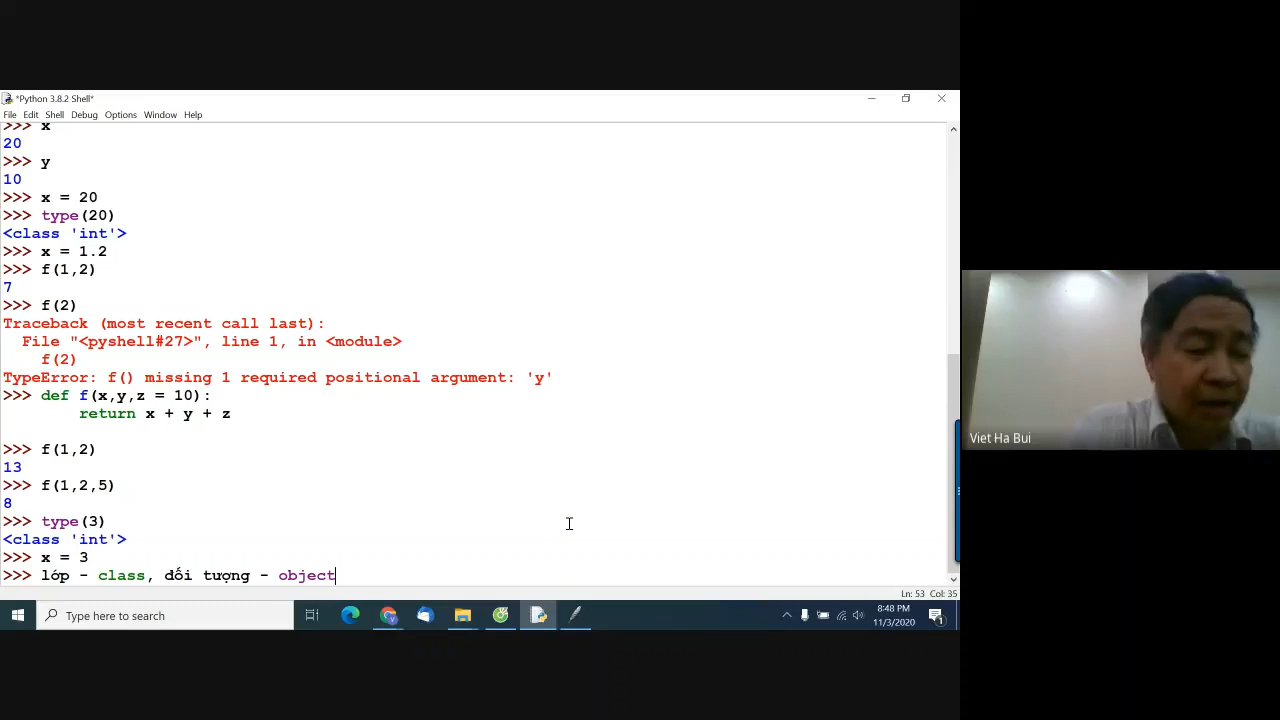 *Python 3.8.2 Shell*
File Edit Shell Debug Options Window Help
>>> x
20
>>> y
10
>>> x = 20
>>> type(20)
<class 'int'>
>>> x = 1.2
>>> f(1,2)
7
>>> f(2)
Traceback (most recent call last):
  File "<pyshell#27>", line 1, in <module>
    f(2)
TypeError: f() missing 1 required positional argument: 'y'
>>> def f(x,y,z = 10):
        return x + y + z
>>> f(1,2)
13
>>> f(1,2,5)
8
>>> type(3)
<class 'int'>
>>> x = 3
>>> lớp - class, đối tượng - object
Ln: 53 Col: 35
Viet Ha Bui
Type here to search
8:48 PM
11/3/2020
1